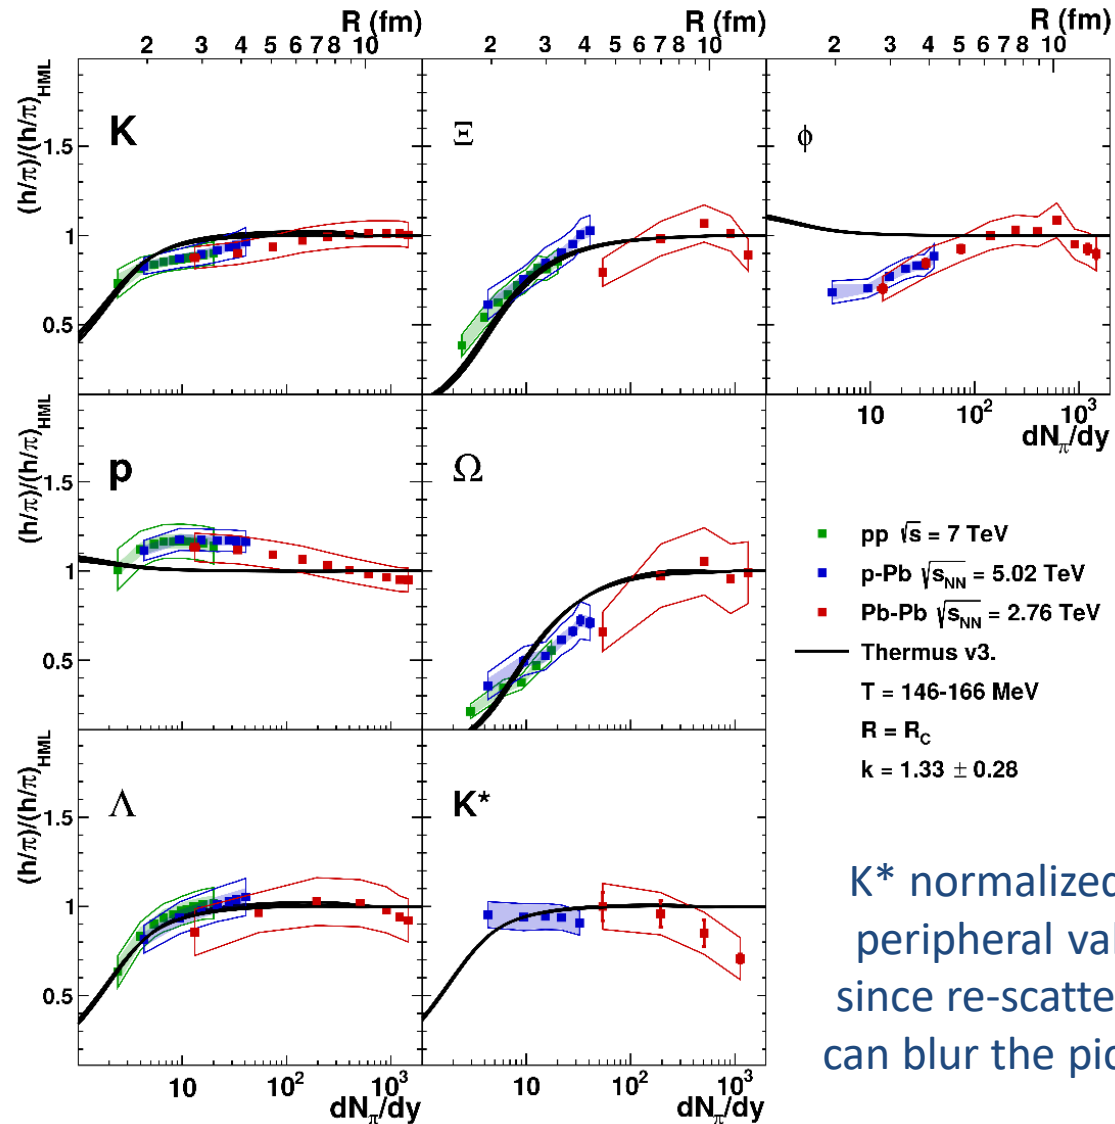 R (fm) R (fm) R (fm)
2 3 4 5 6 7 8 10 2 3 4 5 6 7 8 10 2 3 4 5 6 7 8 10
(h/π)/(h/π)HML
K Ξ ϕ
1.5
1
0.5
10 10² 10³
dNπ/dy
(h/π)/(h/π)HML
p Ω
1.5
1
0.5
pp √s = 7 TeV
p-Pb √sNN = 5.02 TeV
Pb-Pb √sNN = 2.76 TeV
Thermus v3.
T = 146-166 MeV
R = RC
k = 1.33 ± 0.28
(h/π)/(h/π)HML
Λ K*
1.5
1
0.5
10 10² 10³ 10 10² 10³
dNπ/dy dNπ/dy
K* normalized
peripheral val
since re-scatte
can blur the pic